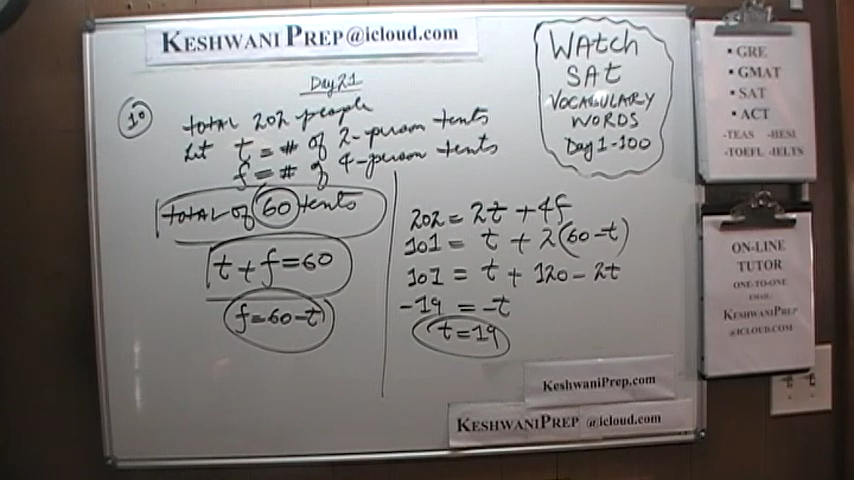 KESHWANI PREP@icloud.com
Day 21
10
total 202 people
Let t = # of 2-person tents
f = # of 4-person tents
total of 60 tents
t + f = 60
f = 60 - t
202 = 2t + 4f
101 = t + 2(60 - t)
101 = t + 120 - 2t
-19 = -t
t = 19
WAtch
SAt
VOCABULARY
WORDS
Day 1-100
• GRE
• GMAT
• SAT
• ACT
-TEAS -HESI
-TOEFL -IELTS
ON-LINE
TUTOR
ONE-TO-ONE
EMAIL:
KESHWANIPREP
@ICLOUD.COM
KeshwaniPrep.com
KESHWANIPREP @icloud.com